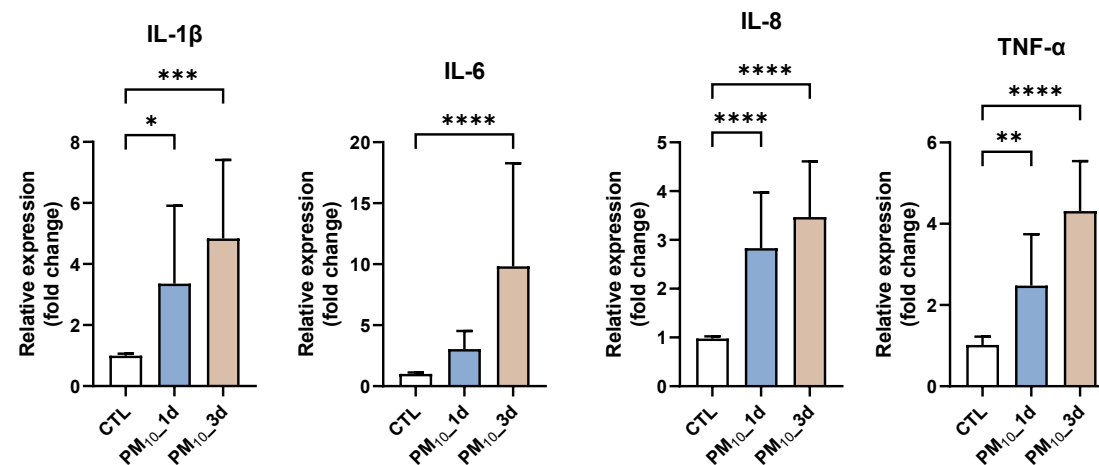 IL-1β
***
*
Relative expression
(fold change)
8
6
4
2
0
CTL
PM₁₀_1d
PM₁₀_3d
IL-6
****
Relative expression
(fold change)
20
15
10
5
0
CTL
PM₁₀_1d
PM₁₀_3d
IL-8
****
****
Relative expression
(fold change)
5
4
3
2
1
0
CTL
PM₁₀_1d
PM₁₀_3d
TNF-α
****
**
Relative expression
(fold change)
6
4
2
0
CTL
PM₁₀_1d
PM₁₀_3d